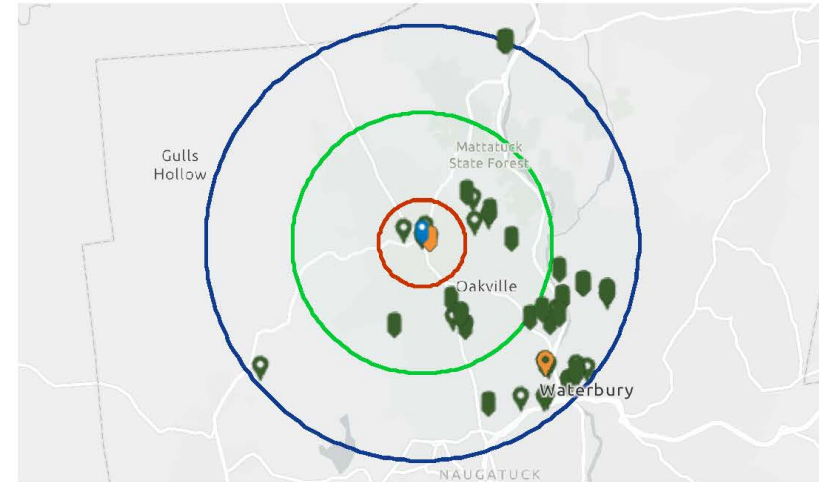 Gulls
Hollow
Mattatuck
State Forest
Oakville
Waterbury
NAUGATUCK